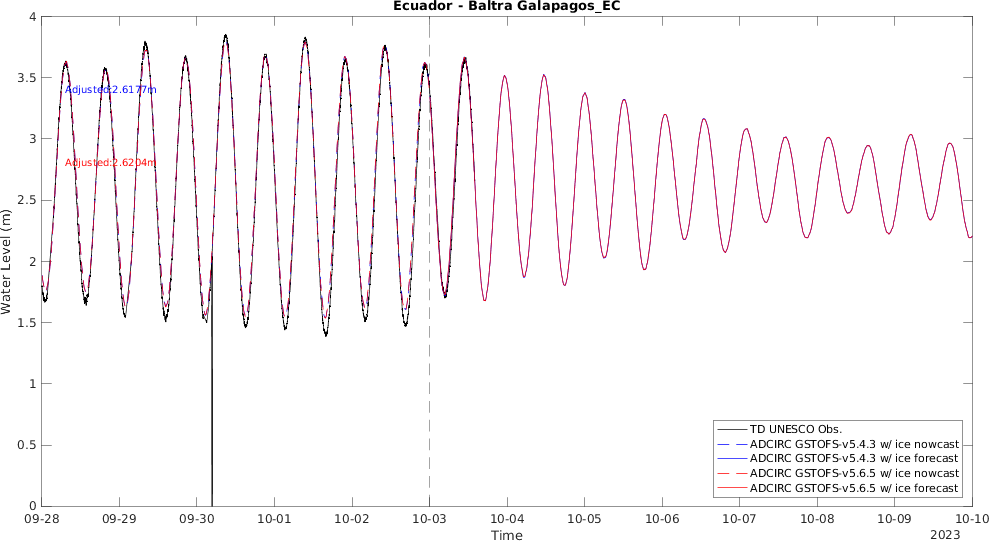 Ecuador - Baltra Galapagos_EC
4
3.5
3
2.5
2
1.5
1
0.5
0
Water Level (m)
Adjusted:2.6177m
Adjusted:2.6204m
TD UNESCO Obs.
ADCIRC GSTOFS-v5.4.3 w/ ice nowcast
ADCIRC GSTOFS-v5.4.3 w/ ice forecast
ADCIRC GSTOFS-v5.6.5 w/ ice nowcast
ADCIRC GSTOFS-v5.6.5 w/ ice forecast
09-28 09-29 09-30 10-01 10-02 10-03 10-04 10-05 10-06 10-07 10-08 10-09 10-10
Time
2023